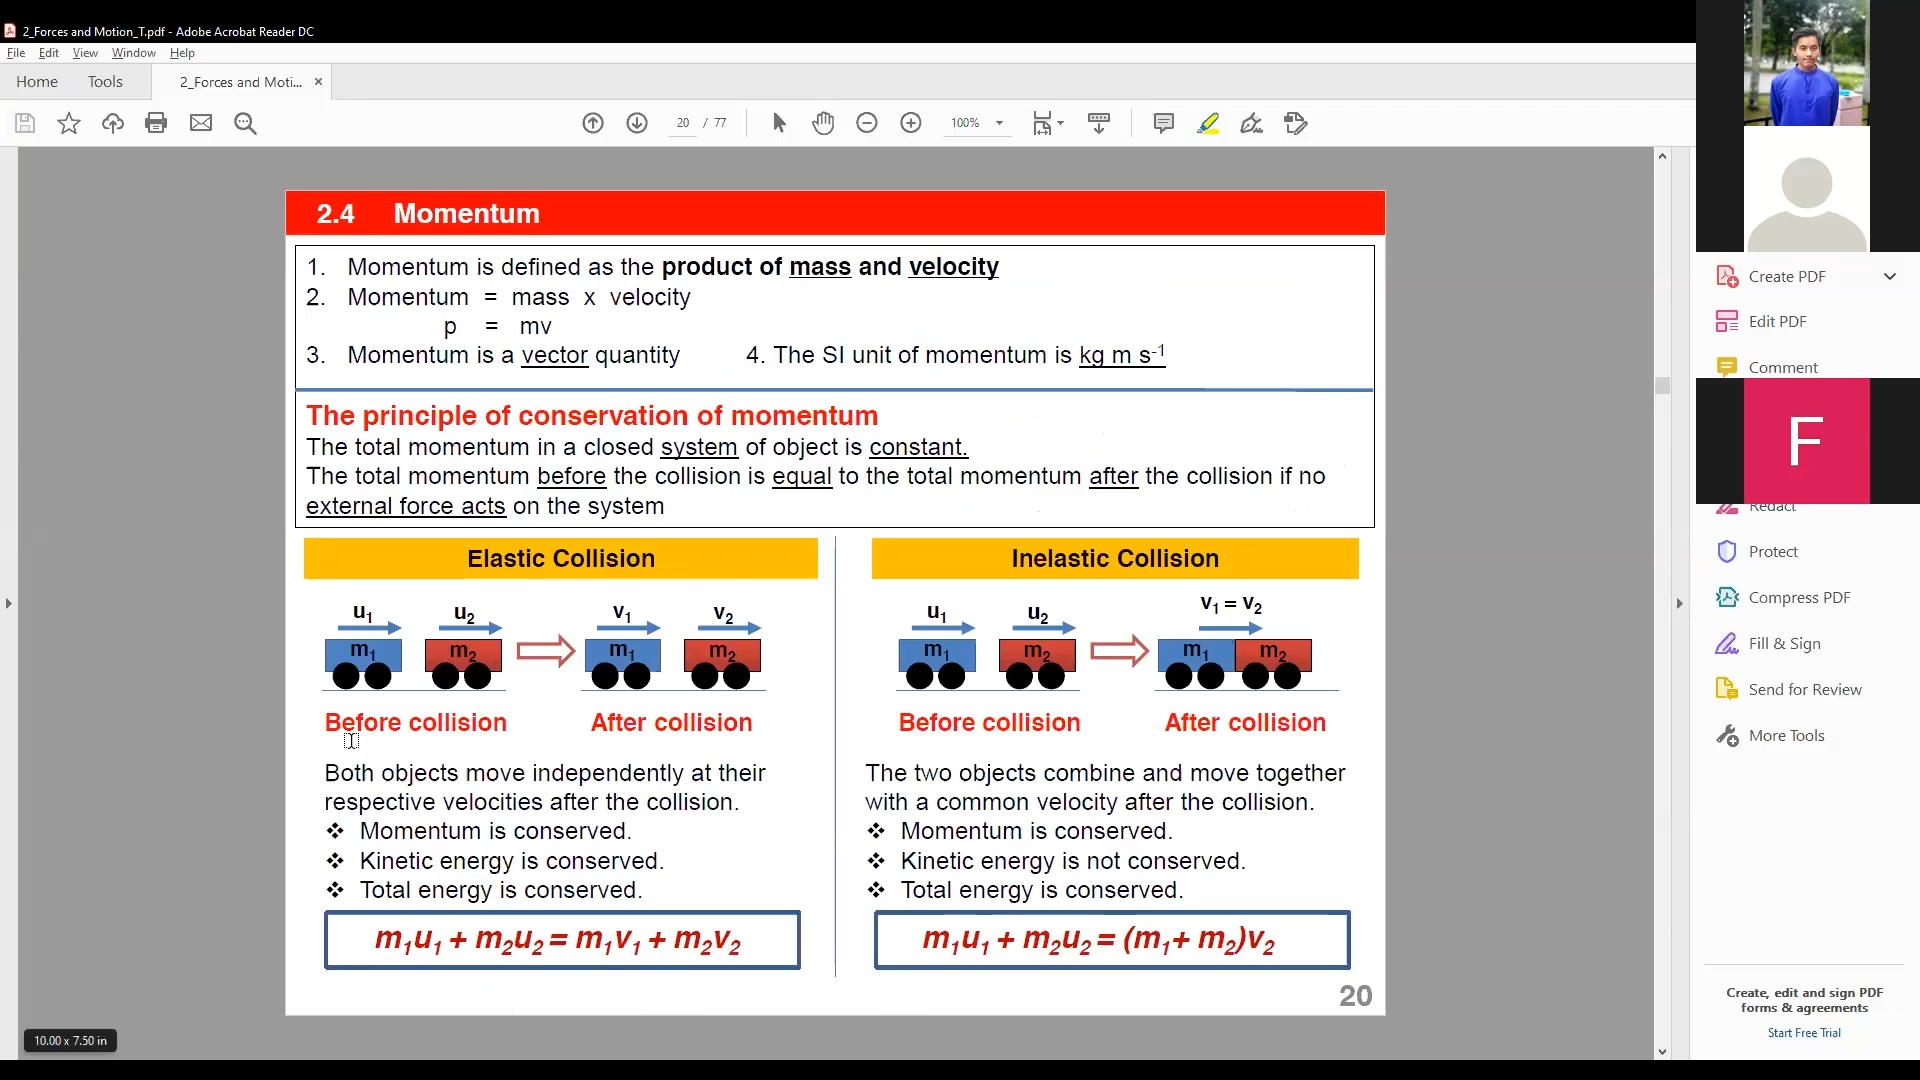 2_Forces and Motion_T.pdf - Adobe Acrobat Reader DC
File Edit View Window Help
Home Tools 2_Forces and Moti... ×
20 / 77 100%
2.4 Momentum
1. Momentum is defined as the product of mass and velocity
2. Momentum = mass x velocity
p = mv
3. Momentum is a vector quantity 4. The SI unit of momentum is kg m s-1
The principle of conservation of momentum
The total momentum in a closed system of object is constant.
The total momentum before the collision is equal to the total momentum after the collision if no
external force acts on the system
Elastic Collision
u1 u2 v1 v2
m1 m2 m1 m2
Before collision After collision
Both objects move independently at their
respective velocities after the collision.
❖ Momentum is conserved.
❖ Kinetic energy is conserved.
❖ Total energy is conserved.
m1u1 + m2u2 = m1v1 + m2v2
Inelastic Collision
u1 u2 v1 = v2
m1 m2 m1 m2
Before collision After collision
The two objects combine and move together
with a common velocity after the collision.
❖ Momentum is conserved.
❖ Kinetic energy is not conserved.
❖ Total energy is conserved.
m1u1 + m2u2 = (m1+ m2)v2
20
10.00 x 7.50 in
Create PDF
Edit PDF
Comment
F
Redact
Protect
Compress PDF
Fill & Sign
Send for Review
More Tools
Create, edit and sign PDF
forms & agreements
Start Free Trial